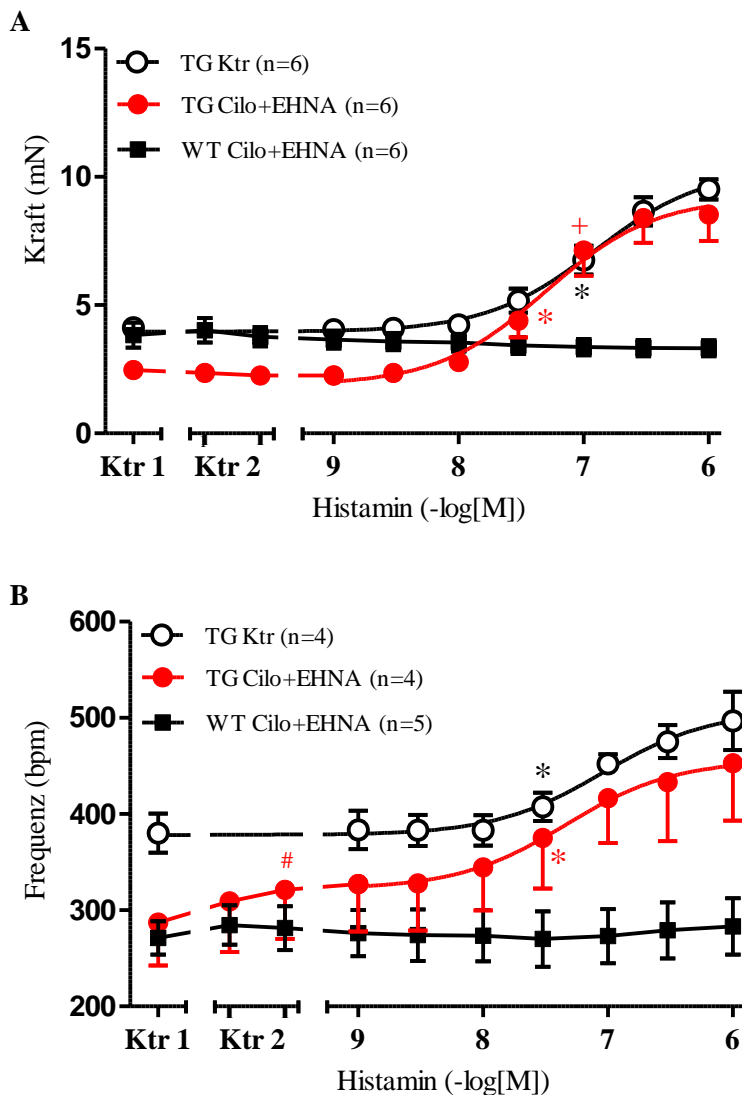 A
15
TG Ktr (n=6)
TG Cilo+EHNA (n=6)
WT Cilo+EHNA (n=6)
10
Kraft (mN)
+
*
*
5
0
Ktr 1 Ktr 2 9 8 7 6
Histamin (-log[M])
B
600
TG Ktr (n=4)
TG Cilo+EHNA (n=4)
WT Cilo+EHNA (n=5)
500
Frequenz (bpm)
*
400
*
#
300
200
Ktr 1 Ktr 2 9 8 7 6
Histamin (-log[M])